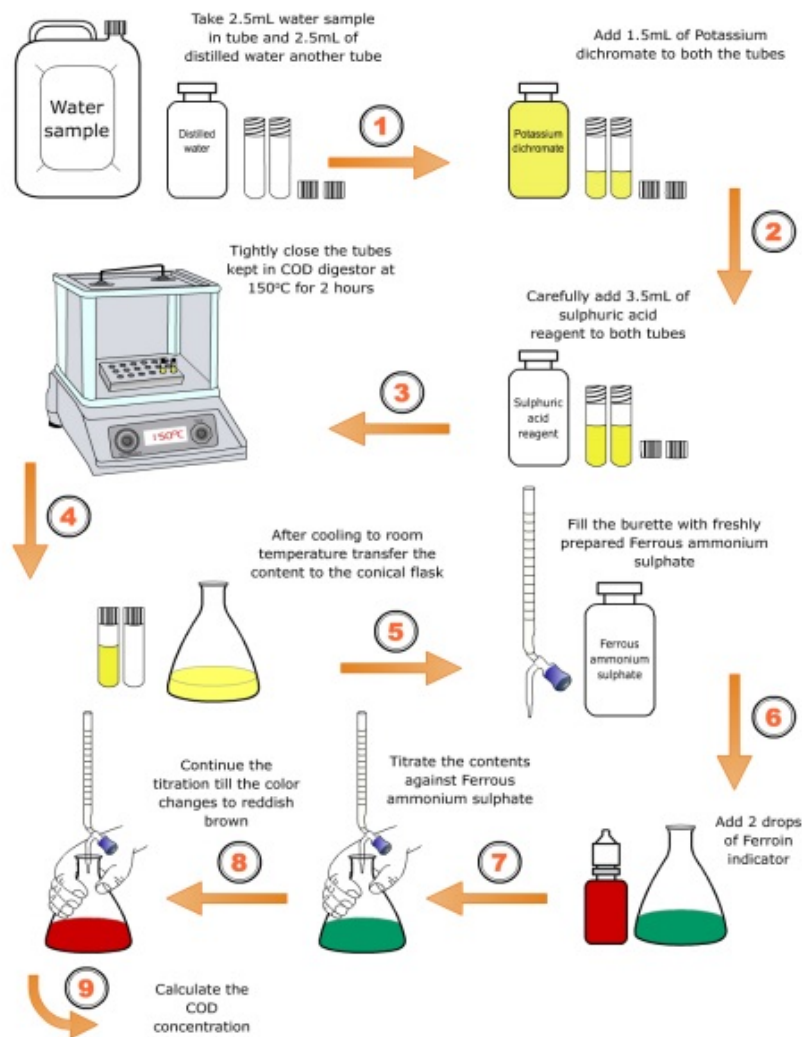 Take 2.5mL water sample
in tube and 2.5mL of
distilled water another tube
Water
sample
Distilled
water
1
Add 1.5mL of Potassium
dichromate to both the tubes
Potassium
dichromate
2
Tightly close the tubes
kept in COD digestor at
150°C for 2 hours
150°C
3
Carefully add 3.5mL of
sulphuric acid
reagent to both tubes
Sulphuric
acid
reagent
4
After cooling to room
temperature transfer the
content to the conical flask
5
Fill the burette with freshly
prepared Ferrous ammonium
sulphate
Ferrous
ammonium
sulphate
6
Continue the
titration till the color
changes to reddish
brown
8
Titrate the contents
against Ferrous
ammonium sulphate
7
Add 2 drops
of Ferroin
indicator
9
Calculate the
COD
concentration